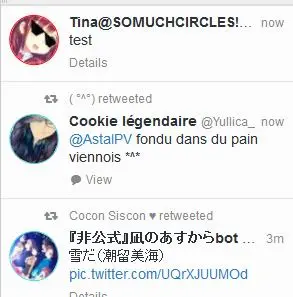 Tina@SOMUCHCIRCLES!... now
test
Details
( °^°) retweeted
Cookie légendaire @Yullica_ now
@AstalPV fondu dans du pain
viennois *^*
View
Cocon Siscon ♥ retweeted
『非公式』凪のあすからbot ... 3m
雪だ(潮留美海)
pic.twitter.com/UQrXJUUMOd
Details